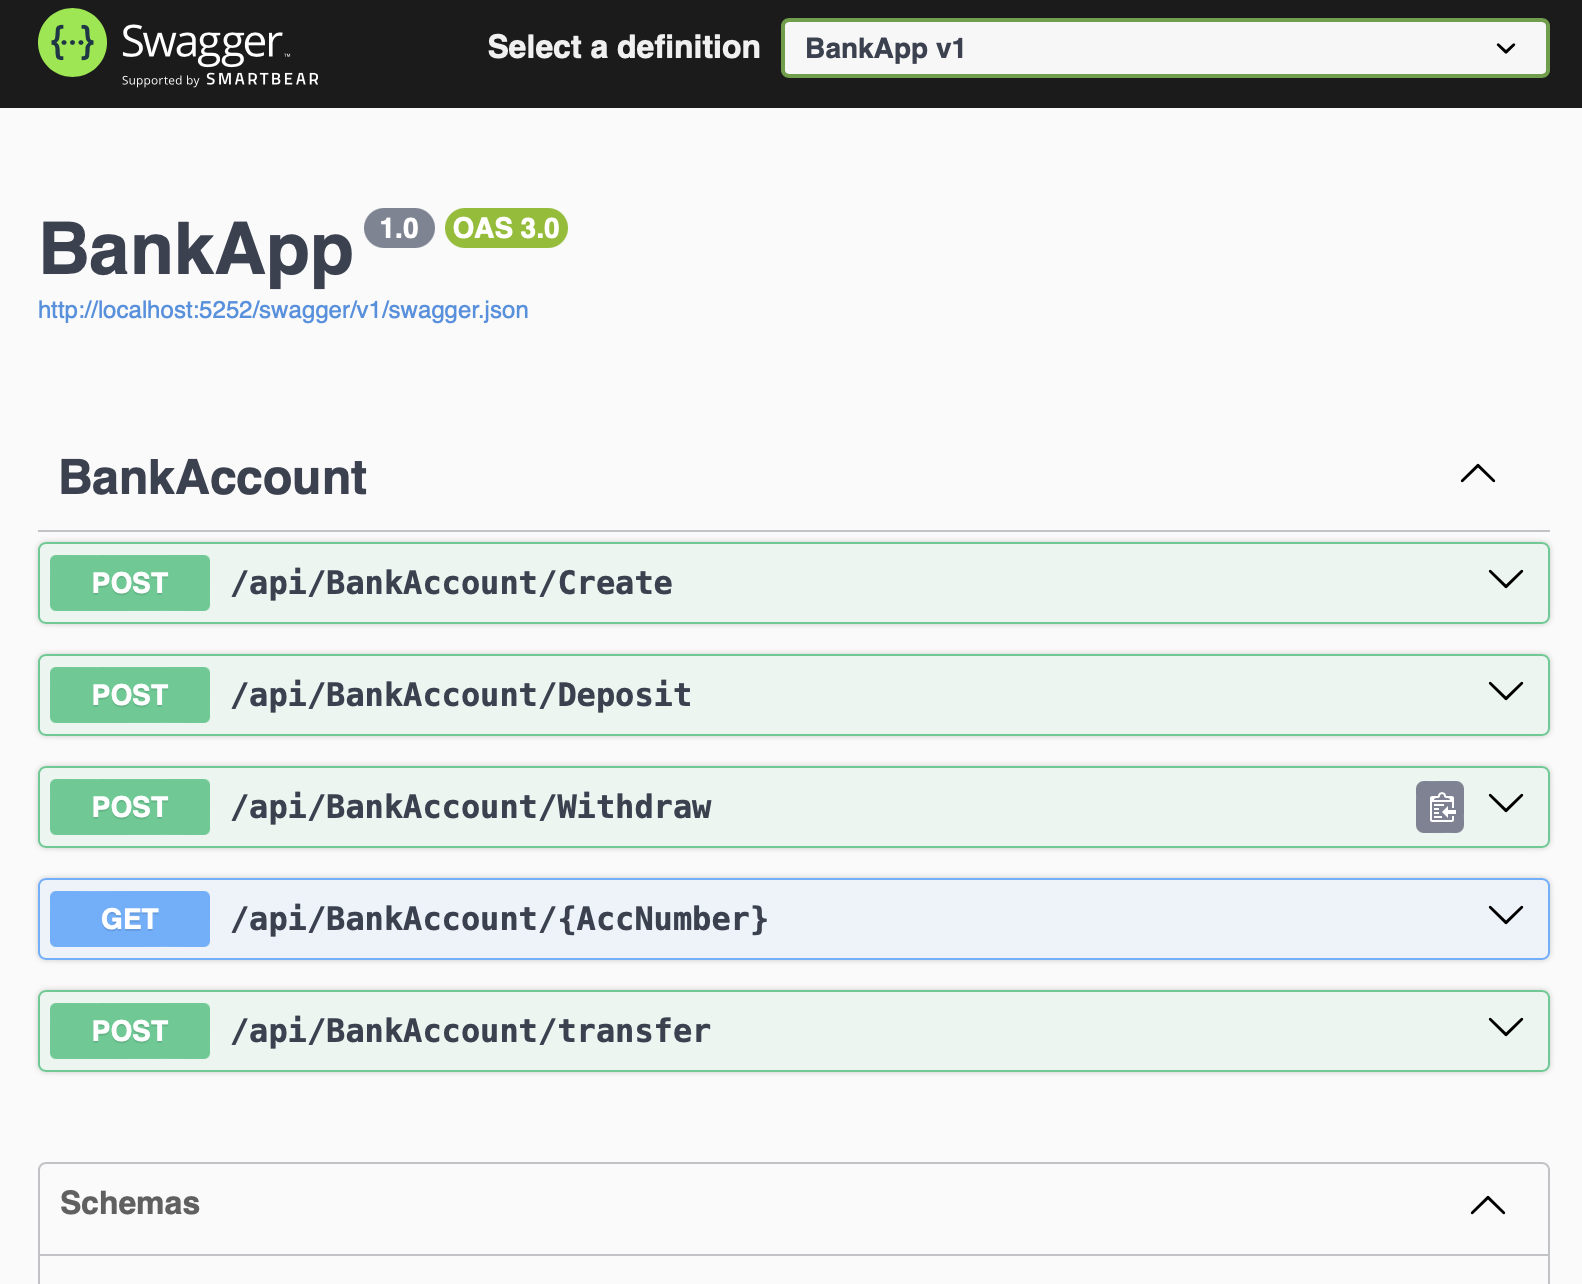 {···} Swagger™
Supported by SMARTBEAR
Select a definition
BankApp v1
BankApp 1.0 OAS 3.0
http://localhost:5252/swagger/v1/swagger.json
BankAccount
POST /api/BankAccount/Create
POST /api/BankAccount/Deposit
POST /api/BankAccount/Withdraw
GET /api/BankAccount/{AccNumber}
POST /api/BankAccount/transfer
Schemas